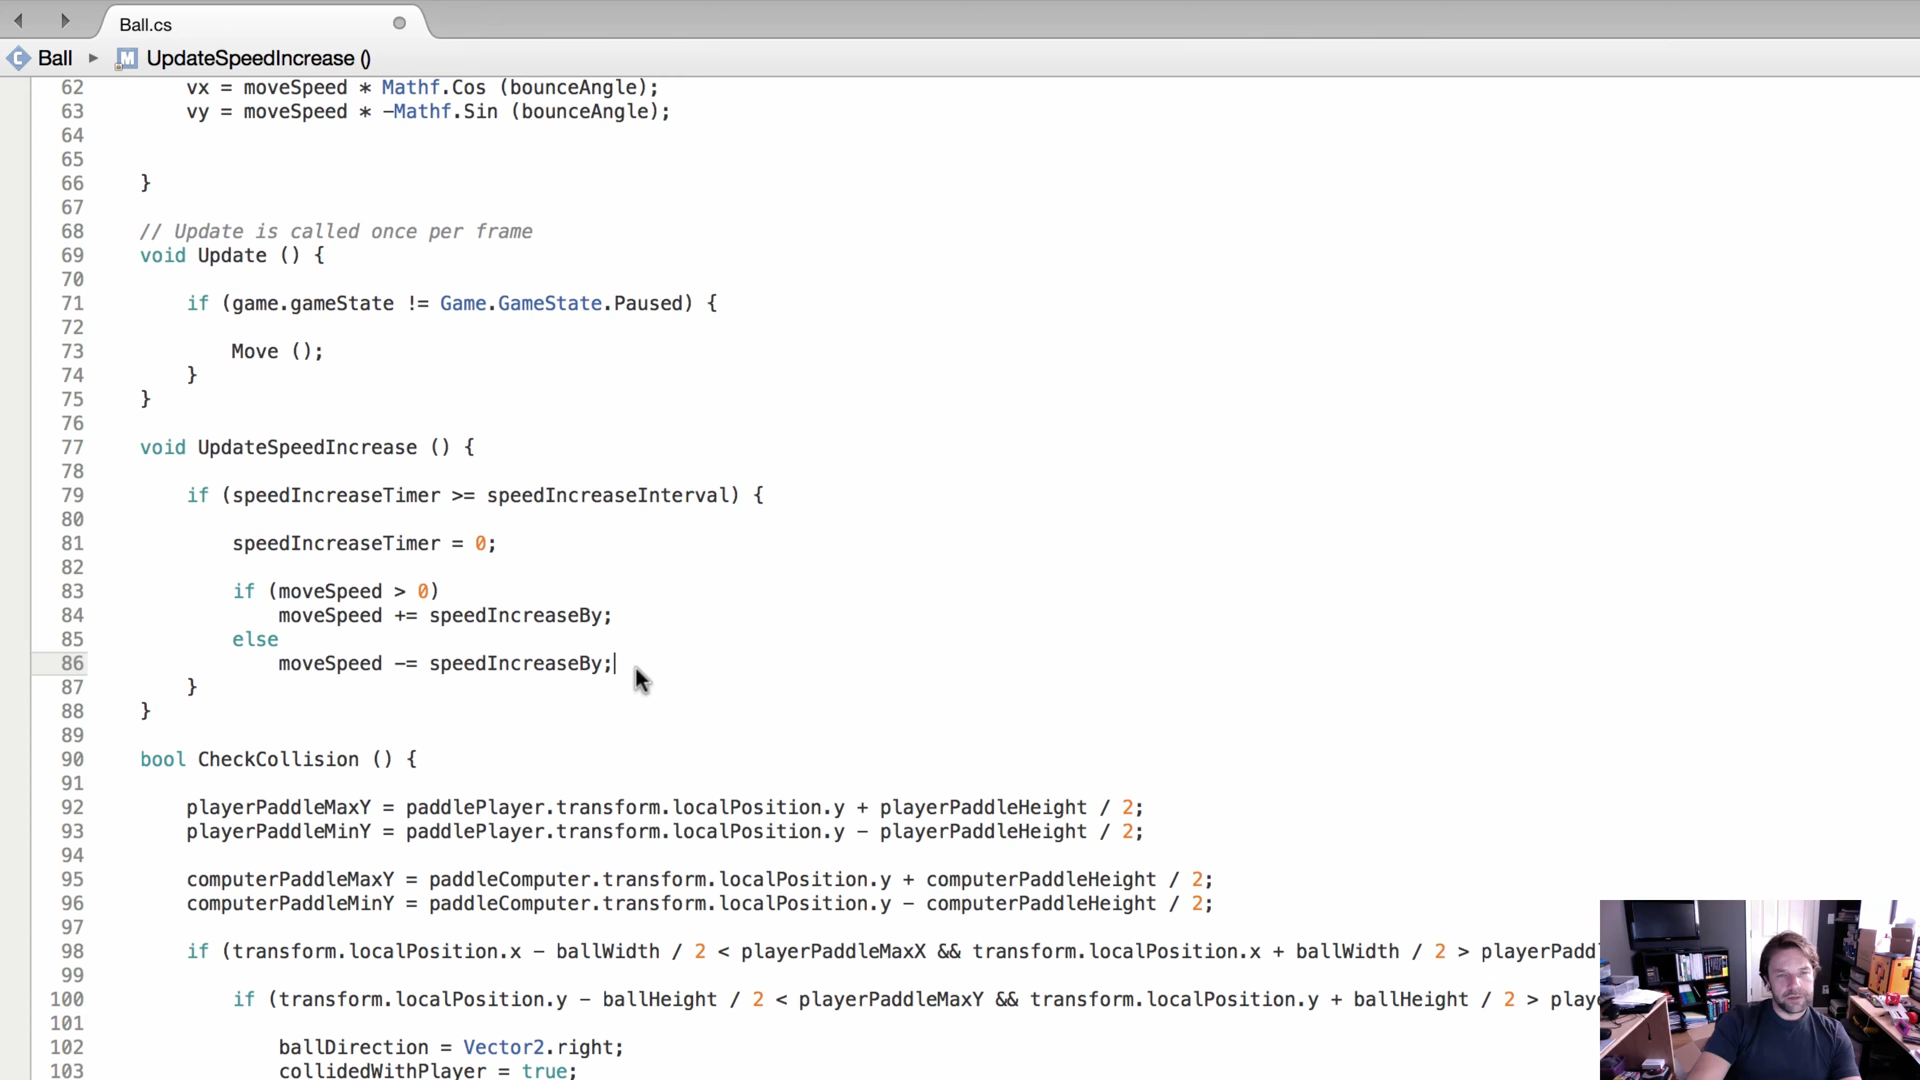 Ball.cs
C Ball ▸ M UpdateSpeedIncrease ()
62 vx = moveSpeed * Mathf.Cos (bounceAngle);
63 vy = moveSpeed * -Mathf.Sin (bounceAngle);
64
65
66 }
67
68 // Update is called once per frame
69 void Update () {
70
71 if (game.gameState != Game.GameState.Paused) {
72
73 Move ();
74 }
75 }
76
77 void UpdateSpeedIncrease () {
78
79 if (speedIncreaseTimer >= speedIncreaseInterval) {
80
81 speedIncreaseTimer = 0;
82
83 if (moveSpeed > 0)
84 moveSpeed += speedIncreaseBy;
85 else
86 moveSpeed -= speedIncreaseBy;
87 }
88 }
89
90 bool CheckCollision () {
91
92 playerPaddleMaxY = paddlePlayer.transform.localPosition.y + playerPaddleHeight / 2;
93 playerPaddleMinY = paddlePlayer.transform.localPosition.y - playerPaddleHeight / 2;
94
95 computerPaddleMaxY = paddleComputer.transform.localPosition.y + computerPaddleHeight / 2;
96 computerPaddleMinY = paddleComputer.transform.localPosition.y - computerPaddleHeight / 2;
97
98 if (transform.localPosition.x - ballWidth / 2 < playerPaddleMaxX && transform.localPosition.x + ballWidth / 2 > playerPadd
99
100 if (transform.localPosition.y - ballHeight / 2 < playerPaddleMaxY && transform.localPosition.y + ballHeight / 2 > playe
101
102 ballDirection = Vector2.right;
103 collidedWithPlayer = true;